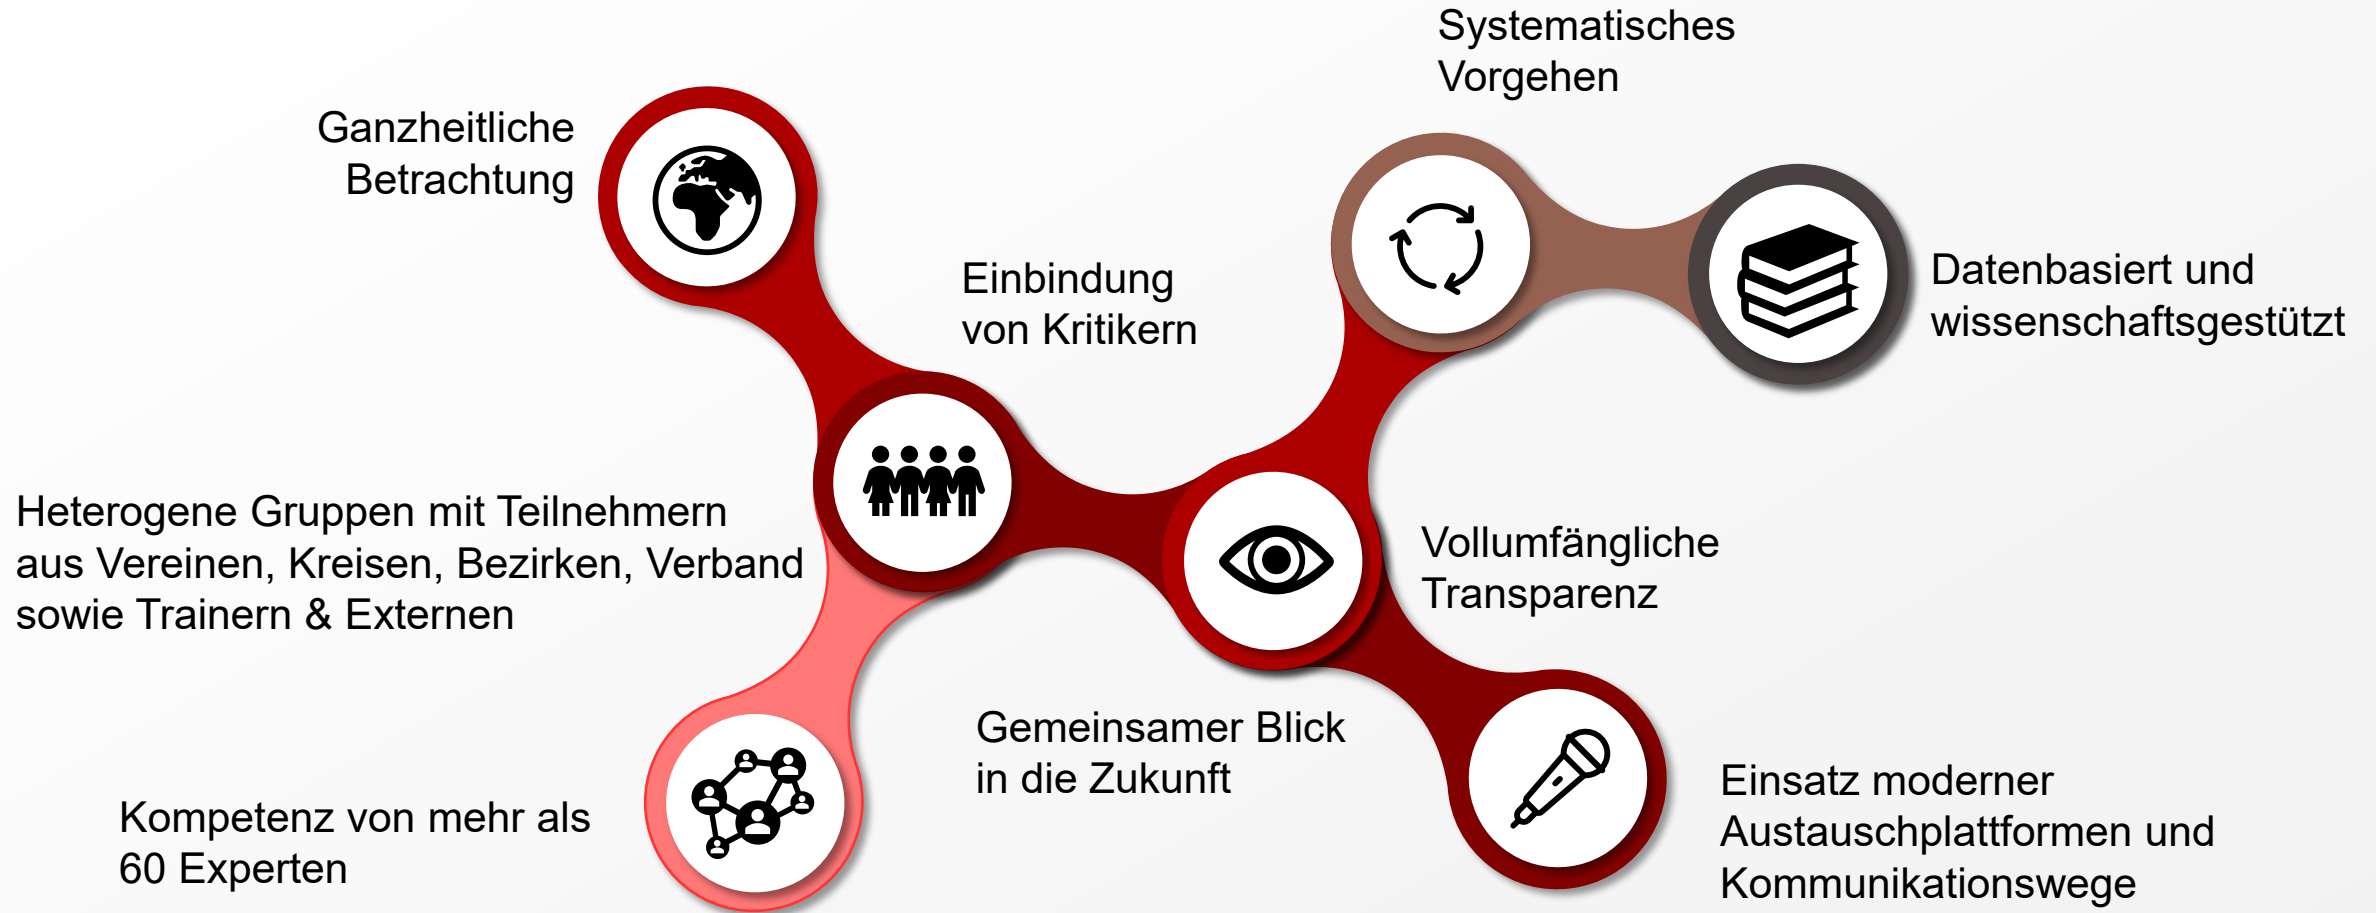 Systematisches
Vorgehen
Ganzheitliche
Betrachtung
Einbindung
von Kritikern
Datenbasiert und
wissenschaftsgestützt
Heterogene Gruppen mit Teilnehmern
aus Vereinen, Kreisen, Bezirken, Verband
sowie Trainern & Externen
Vollumfängliche
Transparenz
Gemeinsamer Blick
in die Zukunft
Kompetenz von mehr als
60 Experten
Einsatz moderner
Austauschplattformen und
Kommunikationswege